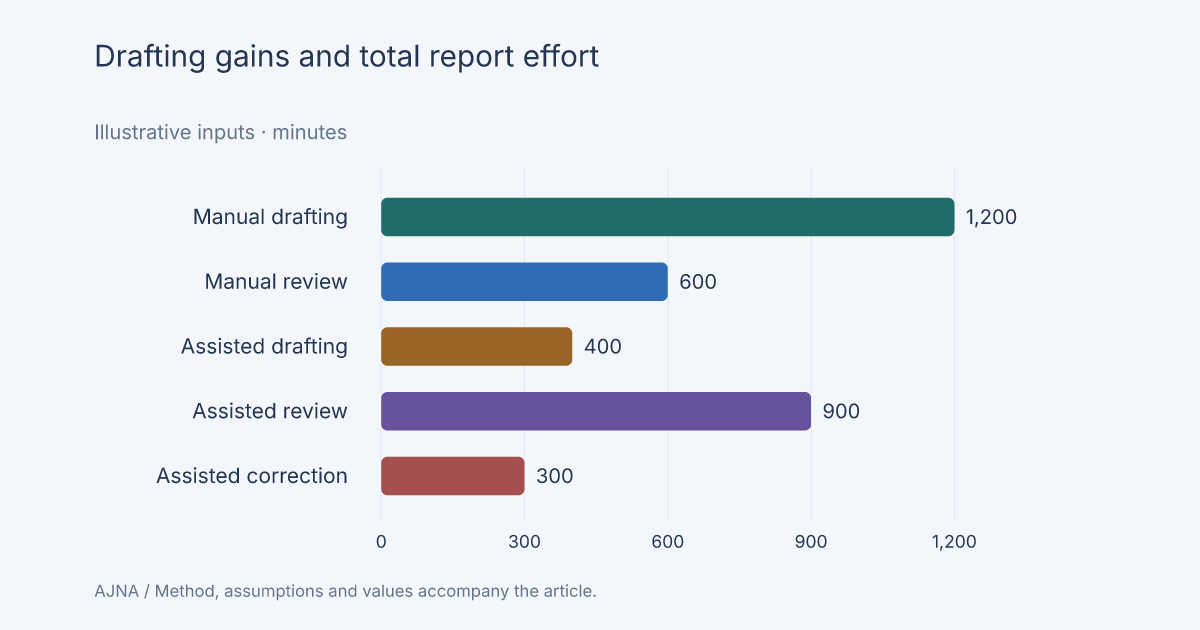 Drafting gains and total report effort
Illustrative inputs · minutes
Manual drafting 1,200
Manual review 600
Assisted drafting 400
Assisted review 900
Assisted correction 300
0 300 600 900 1,200
AJNA / Method, assumptions and values accompany the article.